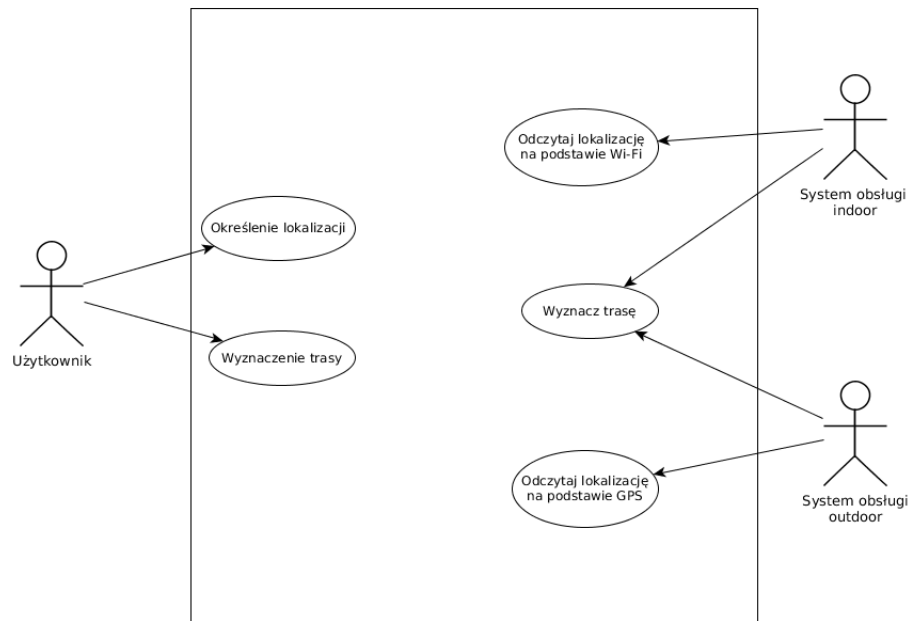 Odczytaj lokalizację
na podstawie Wi-Fi
System obsługi
indoor
Określenie lokalizacji
Wyznacz trasę
Użytkownik
Wyznaczenie trasy
Odczytaj lokalizację
na podstawie GPS
System obsługi
outdoor